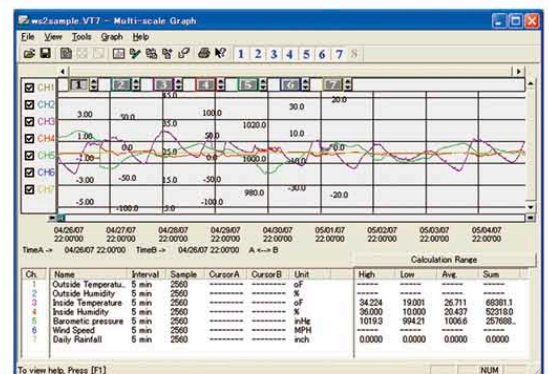 ws2sample.VT7 - Multi-scale Graph
File View Tools Graph Help
1 2 3 4 5 6 7 8
CH1 1 2 3 4 5 6 7
CH2
CH3
CH4
CH5
CH6
CH7
3.00 50.0 45.0 100.0 1020.0 30.0 20.0
1.00 0.0 35.0 50.0 10.0
-1.00 0.0 1000.0 -10.0 0.0
-3.00 -50.0 15.0 -50.0 980.0 -30.0 -20.0
-5.00 -100.0 -100.0
04/26/07 04/27/07 04/28/07 04/29/07 04/30/07 05/01/07 05/02/07 05/03/07 05/04/07
22:00'00 22:00'00 22:00'00 22:00'00 22:00'00 22:00'00 22:00'00 22:00'00 22:00'00
TimeA -> 04/26/07 22:00'00 TimeB -> 04/26/07 22:00'00 A <--> B
Calculation Range
Ch. Name Interval Sample CursorA CursorB Unit High Low Avg. Sum
1 Outside Temperatu.. 5 min 2560 -------- -------- oF ----- ----- ----- -----
2 Outside Humidity 5 min 2560 -------- -------- % ----- ----- ----- -----
3 Inside Temperature 5 min 2560 -------- -------- oF 34.224 19.001 26.711 68381.1
4 Inside Humidity 5 min 2560 -------- -------- % 36.000 10.000 20.437 52318.0
5 Barometic pressure 5 min 2560 -------- -------- inHg 1019.3 994.21 1006.6 257688..
6 Wind Speed 5 min 2560 -------- -------- MPH ----- ----- ----- -----
7 Daily Rainfall 5 min 2560 -------- -------- inch 0.0000 0.0000 0.0000 0.0000
To view help, Press [F1] NUM